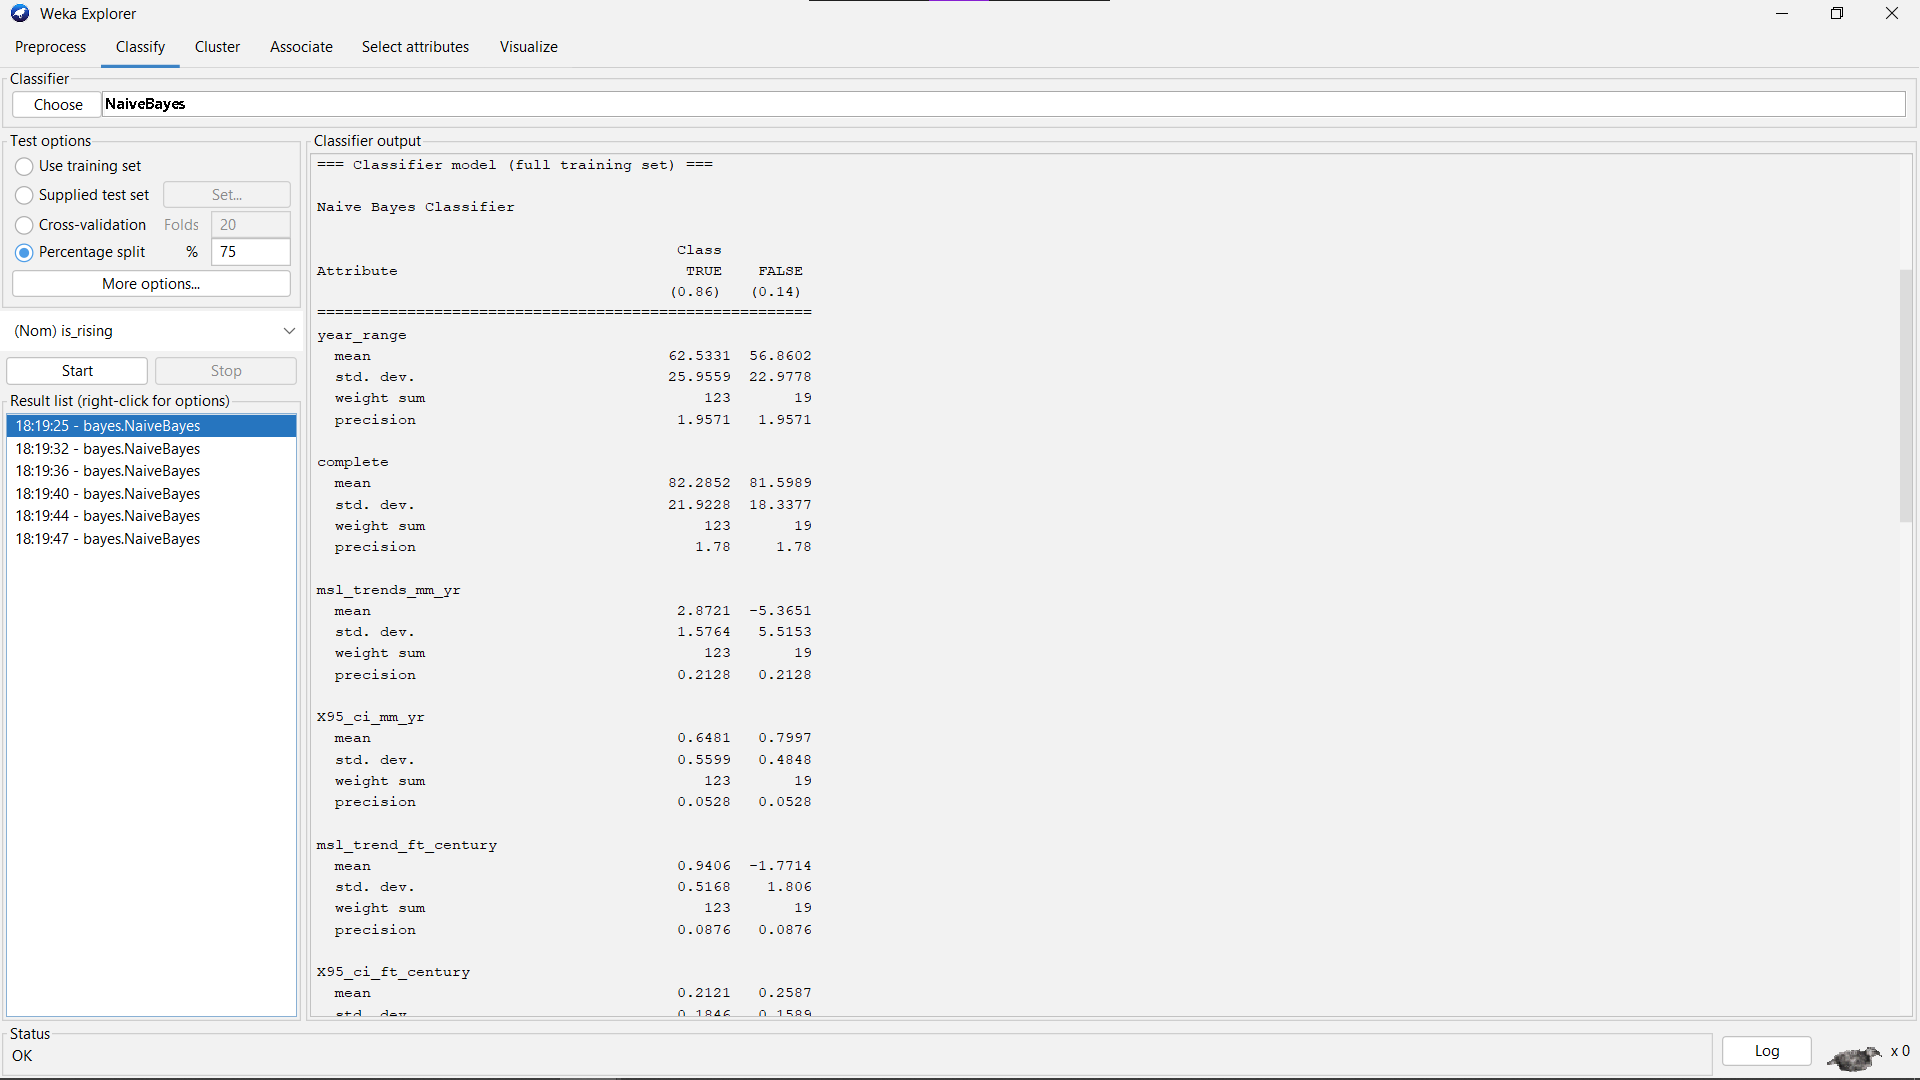 Weka Explorer
Preprocess Classify Cluster Associate Select attributes Visualize
Classifier
Choose NaiveBayes
Test options
Use training set
Supplied test set Set...
Cross-validation Folds 20
Percentage split % 75
More options...
(Nom) is_rising
Start Stop
Result list (right-click for options)
18:19:25 - bayes.NaiveBayes
18:19:32 - bayes.NaiveBayes
18:19:36 - bayes.NaiveBayes
18:19:40 - bayes.NaiveBayes
18:19:44 - bayes.NaiveBayes
18:19:47 - bayes.NaiveBayes
Classifier output
=== Classifier model (full training set) ===
Naive Bayes Classifier
Class
Attribute TRUE FALSE
(0.86) (0.14)
=======================================================
year_range
mean 62.5331 56.8602
std. dev. 25.9559 22.9778
weight sum 123 19
precision 1.9571 1.9571
complete
mean 82.2852 81.5989
std. dev. 21.9228 18.3377
weight sum 123 19
precision 1.78 1.78
msl_trends_mm_yr
mean 2.8721 -5.3651
std. dev. 1.5764 5.5153
weight sum 123 19
precision 0.2128 0.2128
X95_ci_mm_yr
mean 0.6481 0.7997
std. dev. 0.5599 0.4848
weight sum 123 19
precision 0.0528 0.0528
msl_trend_ft_century
mean 0.9406 -1.7714
std. dev. 0.5168 1.806
weight sum 123 19
precision 0.0876 0.0876
X95_ci_ft_century
mean 0.2121 0.2587
std. dev. 0.1846 0.1589
Status
OK
Log x 0